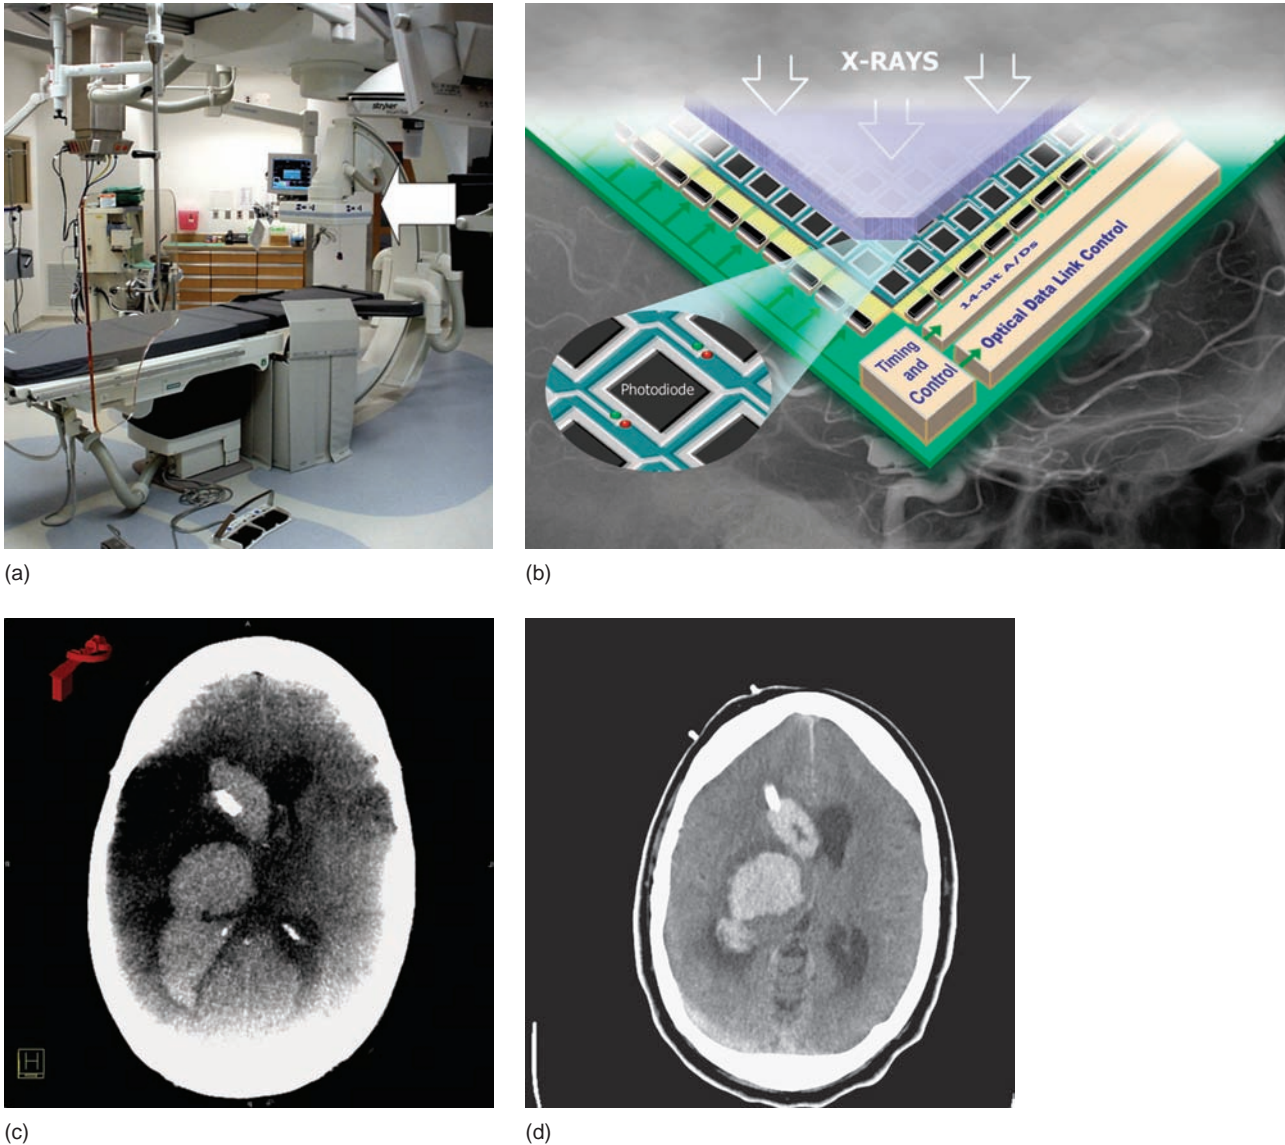 stryker
(a)
X-RAYS
14-bit A/Ds
Optical Data Link Control
Timing
and
Control
Photodiode
(b)
A
H
(c)
(d)